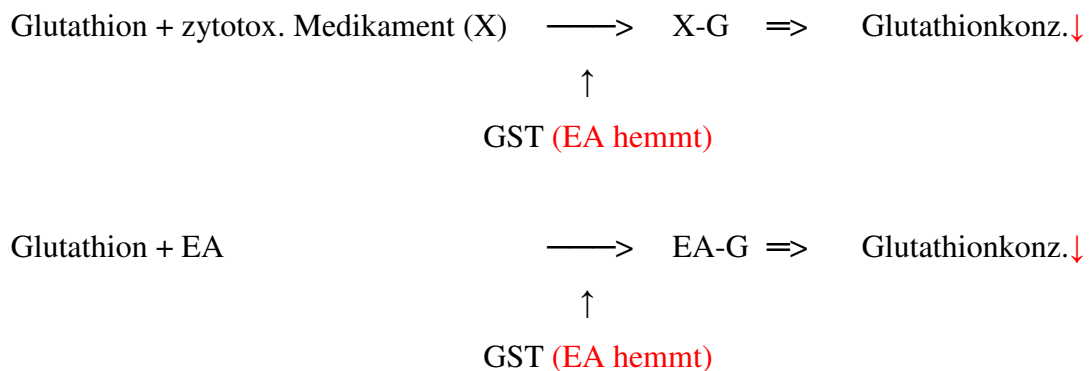 Glutathion + zytotox. Medikament (X) ———> X-G => Glutathionkonz.↓
↑
GST (EA hemmt)
Glutathion + EA ———> EA-G => Glutathionkonz.↓
↑
GST (EA hemmt)